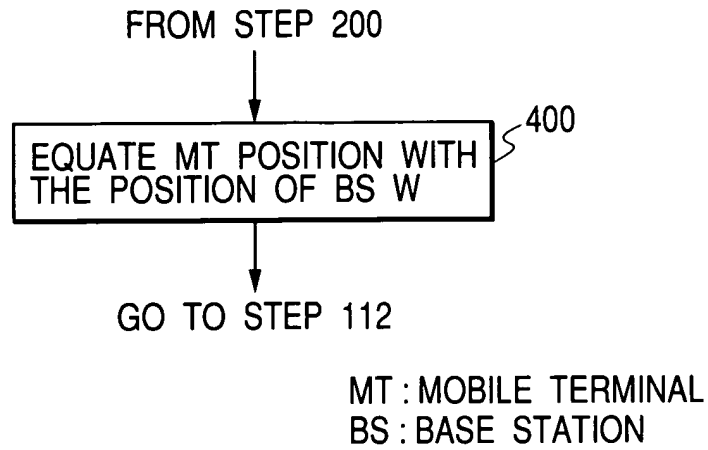 FROM STEP 200
400
EQUATE MT POSITION WITH
THE POSITION OF BS W
GO TO STEP 112
MT : MOBILE TERMINAL
BS : BASE STATION